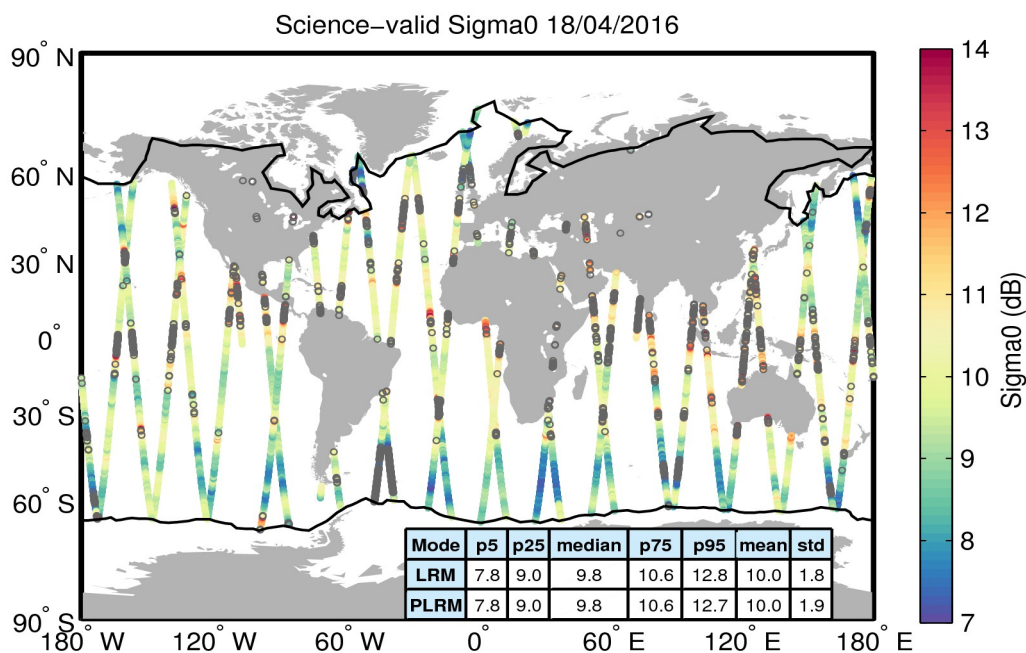 Science-valid Sigma0 18/04/2016
90° N
60° N
30° N
0°
30° S
60° S
90° S
180° W
120° W
60° W
0°
60° E
120° E
180° E
14
13
12
11
10
9
8
7
Sigma0 (dB)
Mode p5 p25 median p75 p95 mean std
LRM 7.8 9.0 9.8 10.6 12.8 10.0 1.8
PLRM 7.8 9.0 9.8 10.6 12.7 10.0 1.9